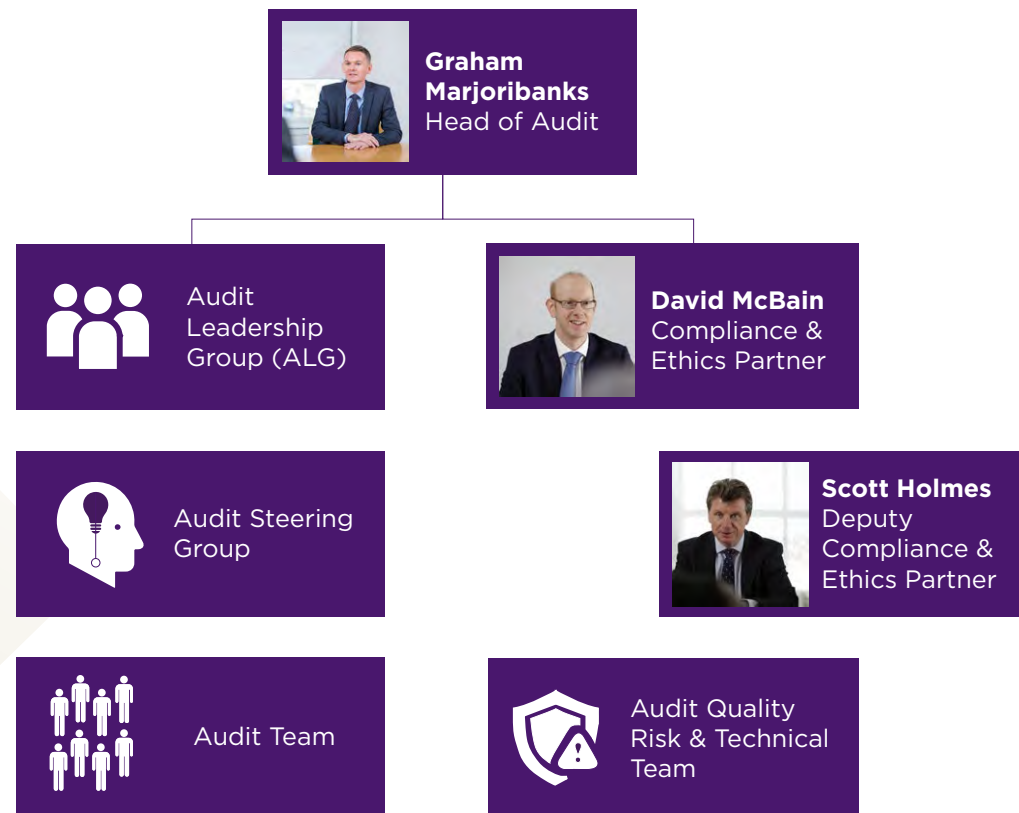 Graham
Marjoribanks
Head of Audit
Audit
Leadership
Group (ALG)
David McBain
Compliance &
Ethics Partner
Audit Steering
Group
Scott Holmes
Deputy
Compliance &
Ethics Partner
Audit Team
Audit Quality
Risk & Technical
Team